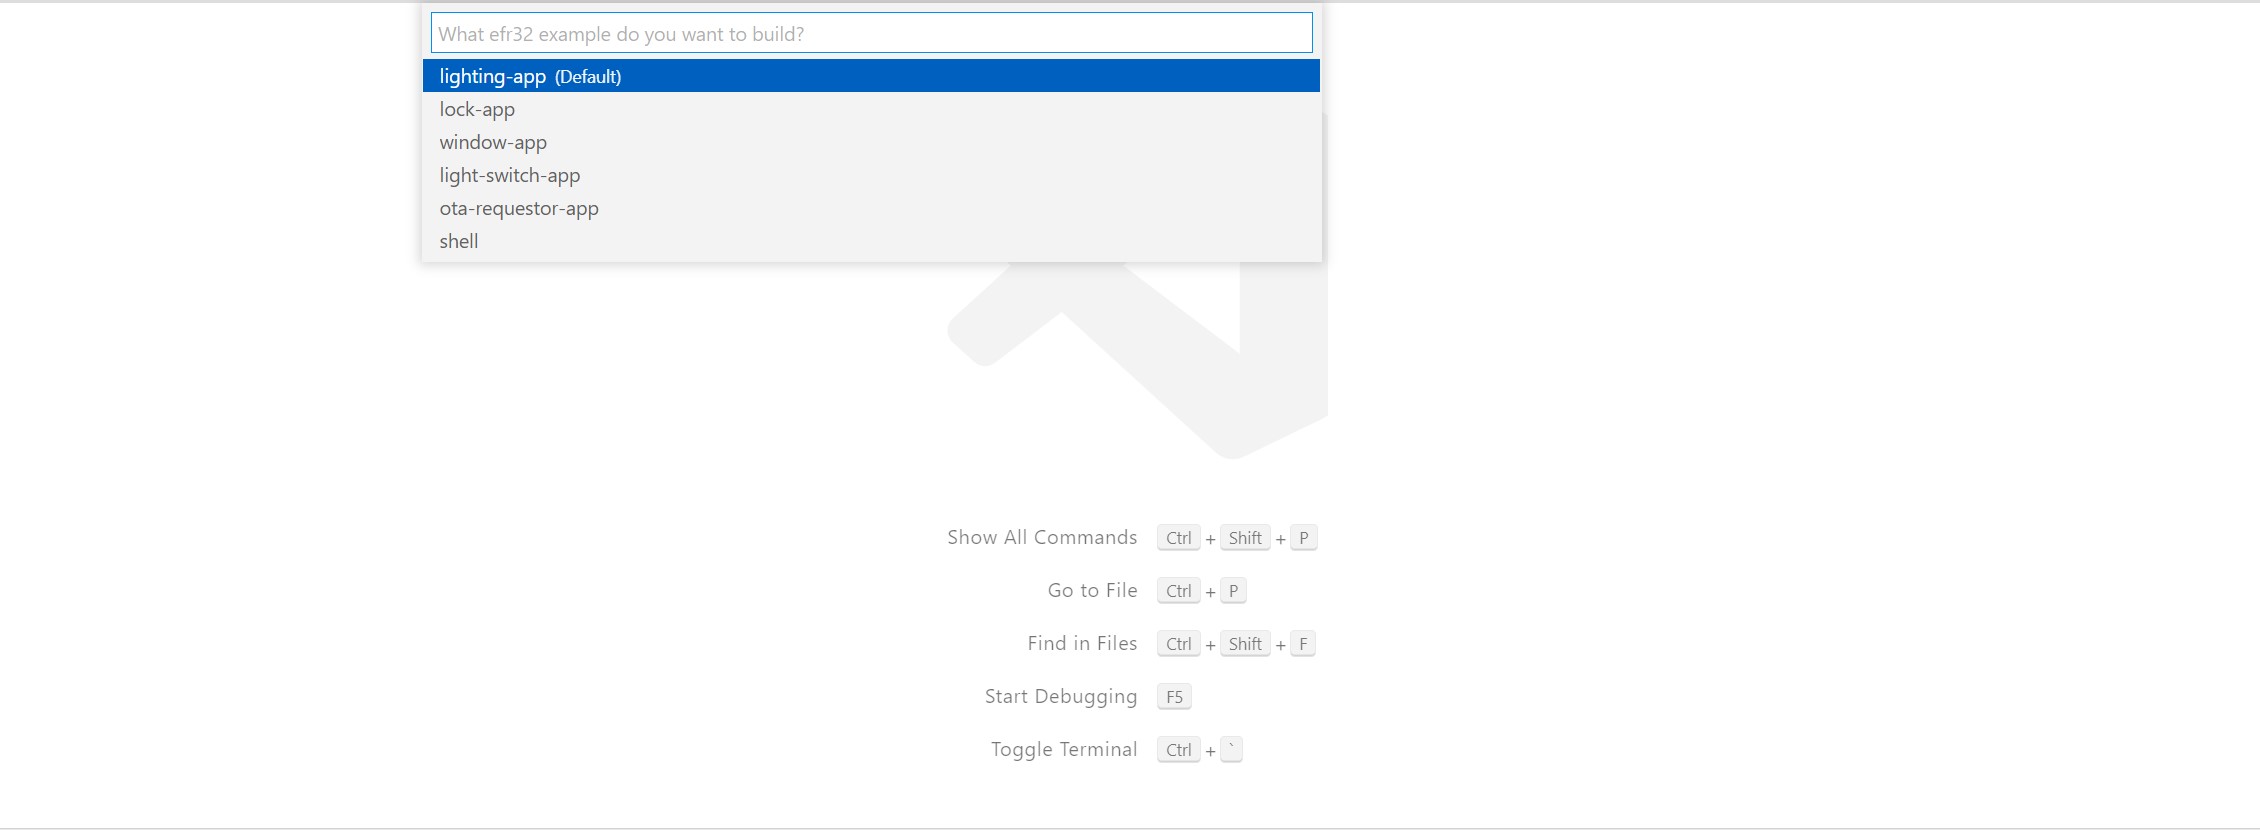 What efr32 example do you want to build?
lighting-app (Default)
lock-app
window-app
light-switch-app
ota-requestor-app
shell
Show All Commands Ctrl + Shift + P
Go to File Ctrl + P
Find in Files Ctrl + Shift + F
Start Debugging F5
Toggle Terminal Ctrl + `